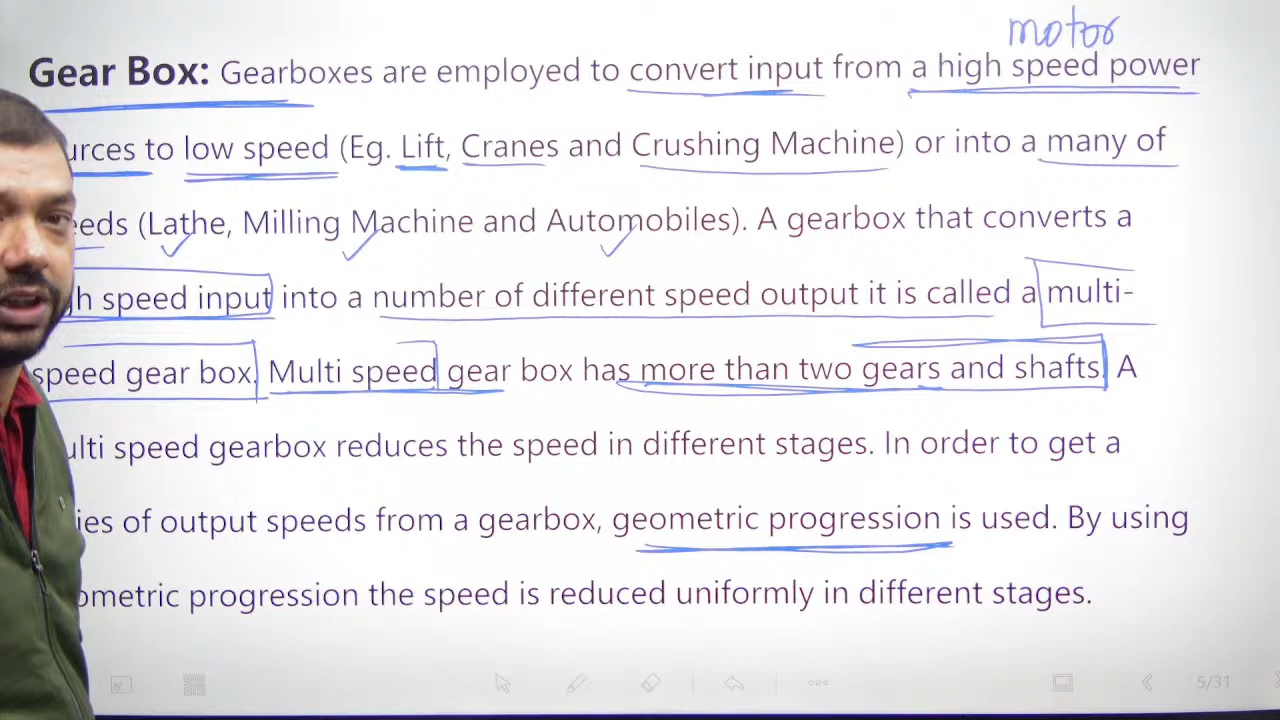 motor
Gear Box: Gearboxes are employed to convert input from a high speed power
urces to low speed (Eg. Lift, Cranes and Crushing Machine) or into a many of
eeds (Lathe, Milling Machine and Automobiles). A gearbox that converts a
h speed input into a number of different speed output it is called a multi-
speed gear box. Multi speed gear box has more than two gears and shafts. A
ulti speed gearbox reduces the speed in different stages. In order to get a
ies of output speeds from a gearbox, geometric progression is used. By using
ometric progression the speed is reduced uniformly in different stages.
5/31